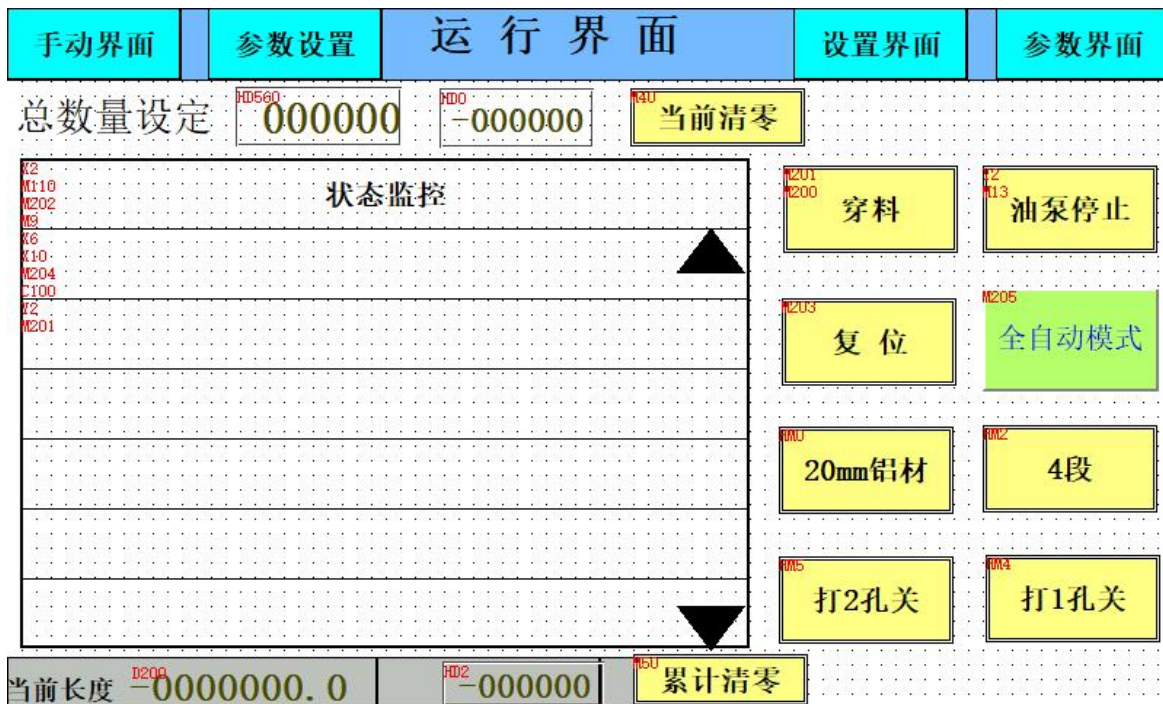 手动界面 参数设置 运行界面 设置界面 参数界面
总数量设定 HD560 000000 HD0 -000000 M40 当前清零
状态监控
X2
M110
M202
M9
X6
X10
M204
C100
Y2
M201
M201
M200
穿料
Y2
M13
油泵停止
M203
复 位
M205
全自动模式
HM0
20mm铝材
HM2
4段
HM5
打2孔关
HM4
打1孔关
当前长度 D200 -0000000.0 HD2 -000000 M50 累计清零